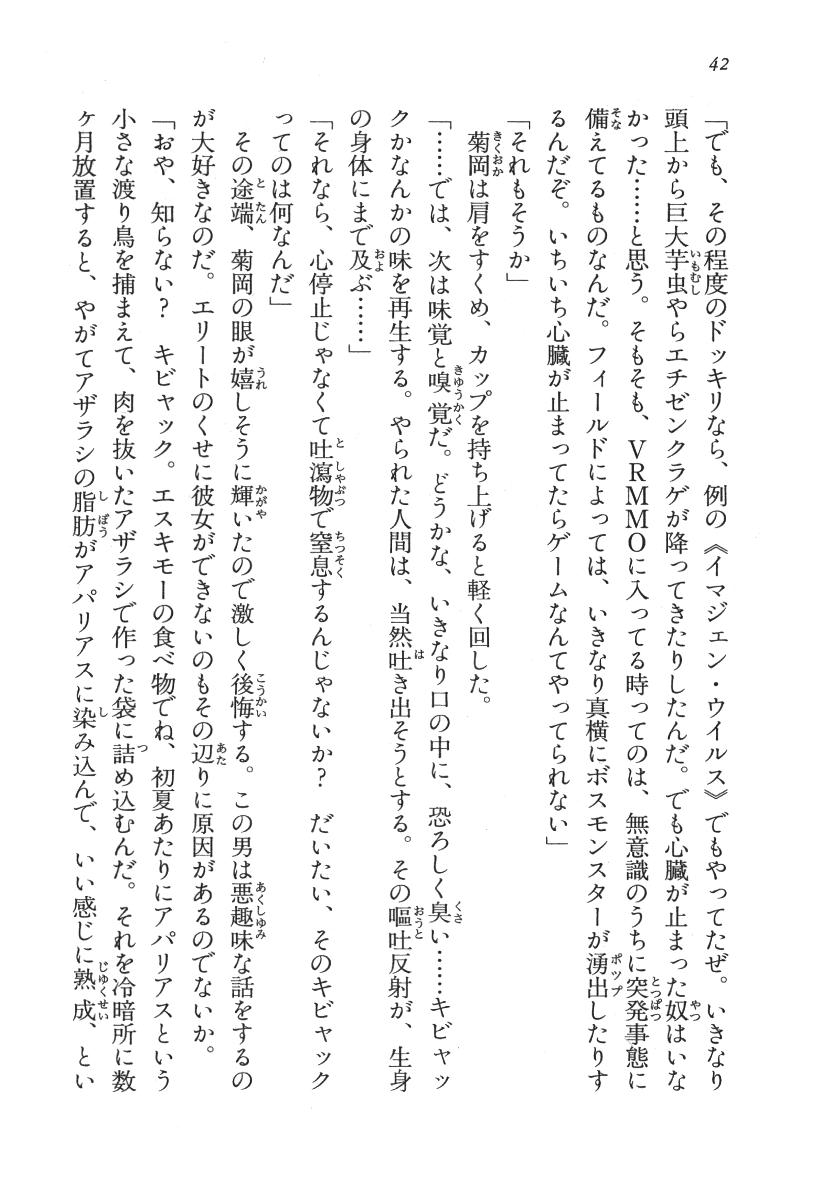 42
「でも、その程度のドッキリなら、例の《イマジェン・ウイルス》でもやってたぜ。いきなり
頭上から巨大芋虫やらエチゼンクラゲが降ってきたりしたんだ。でも心臓が止まった奴はいな
かった……と思う。そもそも、VRMMOに入ってる時ってのは、無意識のうちに突発事態に
備えてるものなんだ。フィールドによっては、いきなり真横にボスモンスターが湧出したりす
るんだぞ。いちいち心臓が止まってたらゲームなんてやってられない」
「それもそうか」
菊岡は肩をすくめ、カップを持ち上げると軽く回した。
「……では、次は味覚と嗅覚だ。どうかな、いきなり口の中に、恐ろしく臭い……キビャッ
クかなんかの味を再生する。やられた人間は、当然吐き出そうとする。その嘔吐反射が、生身
の身体にまで及ぶ……」
「それなら、心停止じゃなくて吐瀉物で窒息するんじゃないか？　だいたい、そのキビャック
ってのは何なんだ」
その途端、菊岡の眼が嬉しそうに輝いたので激しく後悔する。この男は悪趣味な話をするの
が大好きなのだ。エリートのくせに彼女ができないのもその辺りに原因があるのでないか。
「おや、知らない？　キビャック。エスキモーの食べ物でね、初夏あたりにアパリアスという
小さな渡り鳥を捕まえて、肉を抜いたアザラシで作った袋に詰め込むんだ。それを冷暗所に数
ヶ月放置すると、やがてアザラシの脂肪がアパリアスに染み込んで、いい感じに熟成、とい